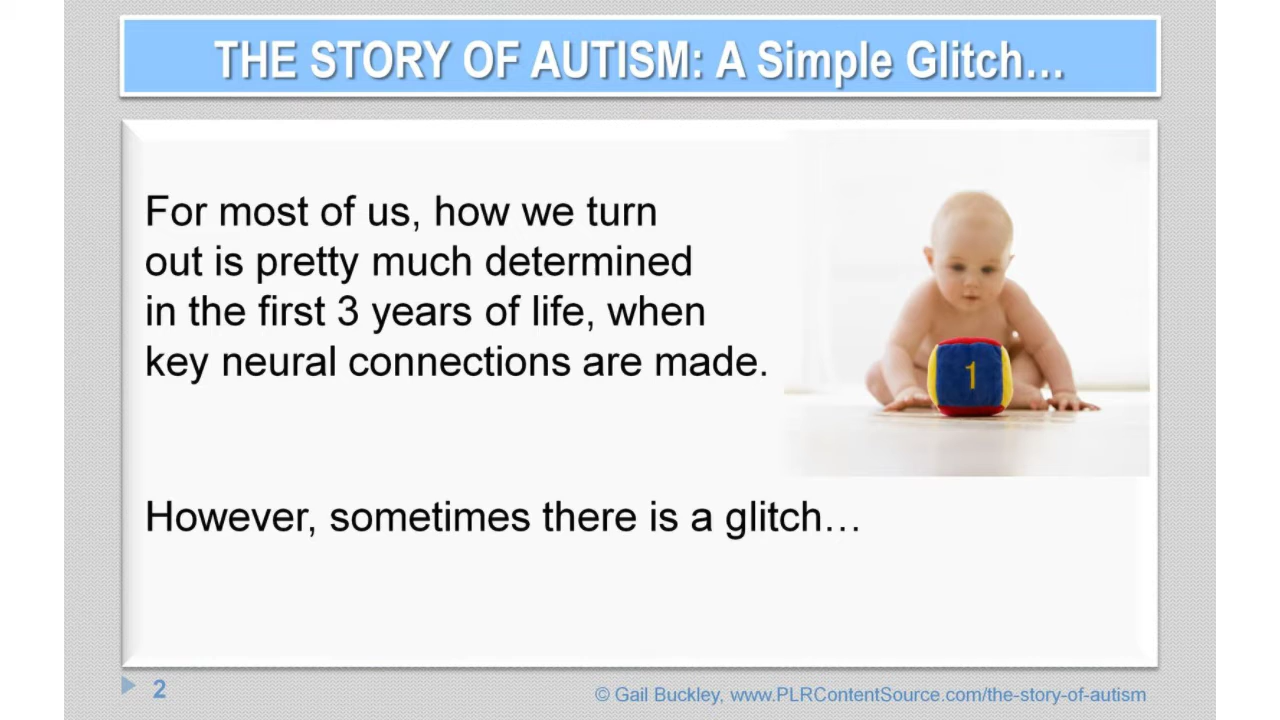 THE STORY OF AUTISM: A Simple Glitch...
For most of us, how we turn
out is pretty much determined
in the first 3 years of life, when
key neural connections are made.
1
However, sometimes there is a glitch...
2
© Gail Buckley, www.PLRContentSource.com/the-story-of-autism